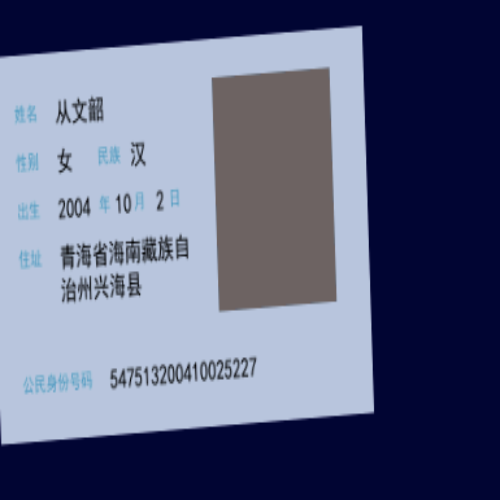 姓名 从文韶
性别 女 民族 汉
出生 2004 年 10 月 2 日
住址 青海省海南藏族自
治州兴海县
公民身份号码 547513200410025227